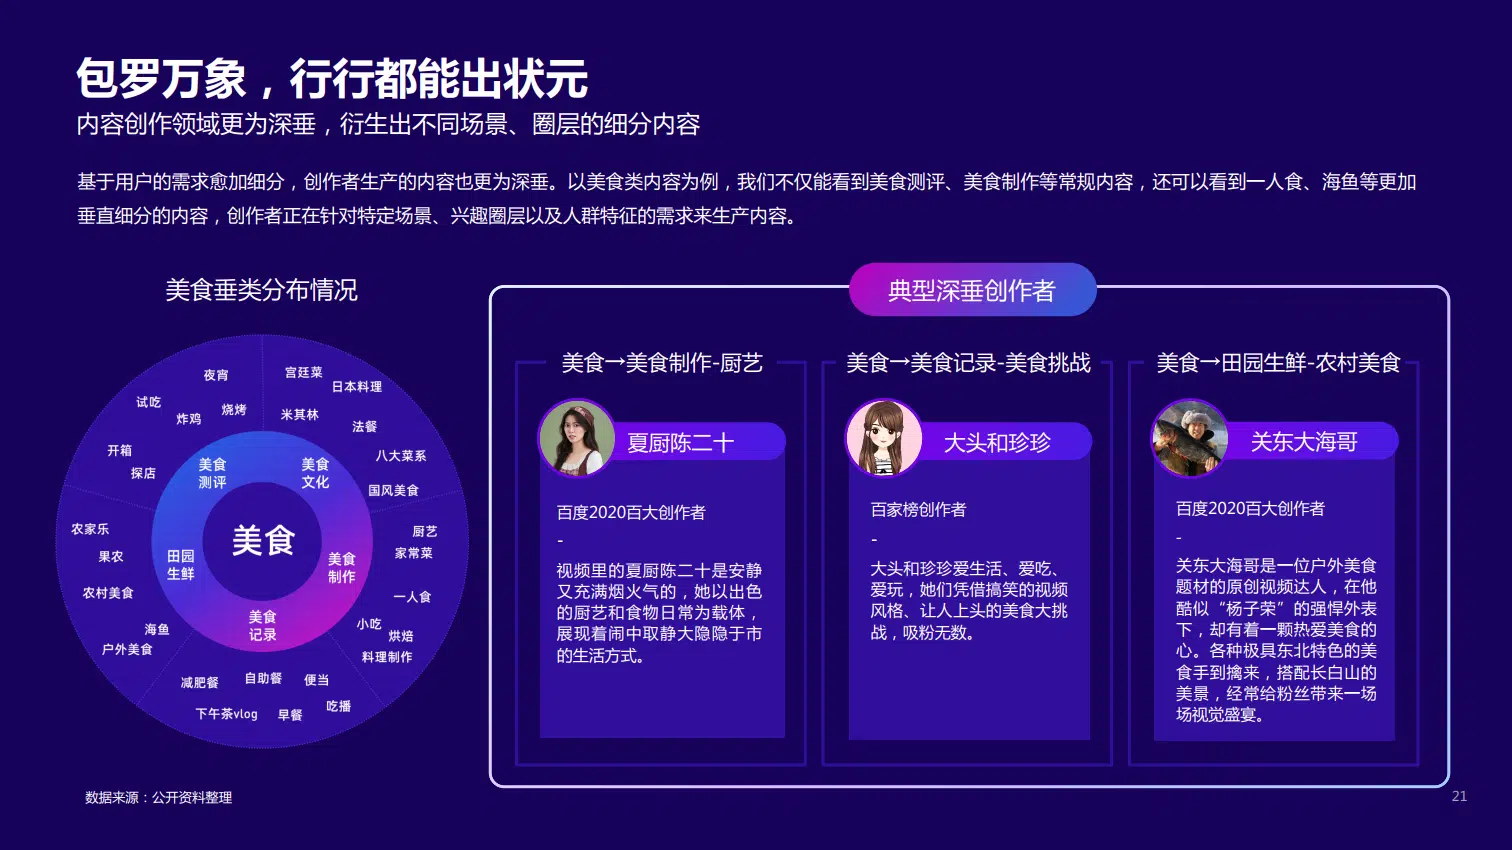 包罗万象，行行都能出状元
内容创作领域更为深垂，衍生出不同场景、圈层的细分内容
基于用户的需求愈加细分，创作者生产的内容也更为深垂。以美食类内容为例，我们不仅能看到美食测评、美食制作等常规内容，还可以看到一人食、海鱼等更加
垂直细分的内容，创作者正在针对特定场景、兴趣圈层以及人群特征的需求来生产内容。
美食垂类分布情况
夜宵
试吃
炸鸡
烧烤
开箱
探店
宫廷菜
日本料理
米其林
法餐
八大菜系
国风美食
美食
测评
美食
文化
美食
田园
生鲜
美食
制作
美食
记录
农家乐
果农
农村美食
海鱼
户外美食
厨艺
家常菜
一人食
小吃
烘焙
料理制作
减肥餐
自助餐
便当
下午茶vlog
早餐
吃播
典型深垂创作者
美食→美食制作-厨艺
夏厨陈二十
百度2020百大创作者
-
视频里的夏厨陈二十是安静
又充满烟火气的，她以出色
的厨艺和食物日常为载体，
展现着闹中取静大隐隐于市
的生活方式。
美食→美食记录-美食挑战
大头和珍珍
百家榜创作者
-
大头和珍珍爱生活、爱吃、
爱玩，她们凭借搞笑的视频
风格、让人上头的美食大挑
战，吸粉无数。
美食→田园生鲜-农村美食
关东大海哥
百度2020百大创作者
-
关东大海哥是一位户外美食
题材的原创视频达人，在他
酷似“杨子荣”的强悍外表
下，却有着一颗热爱美食的
心。各种极具东北特色的美
食手到擒来，搭配长白山的
美景，经常给粉丝带来一场
场视觉盛宴。
数据来源：公开资料整理
21